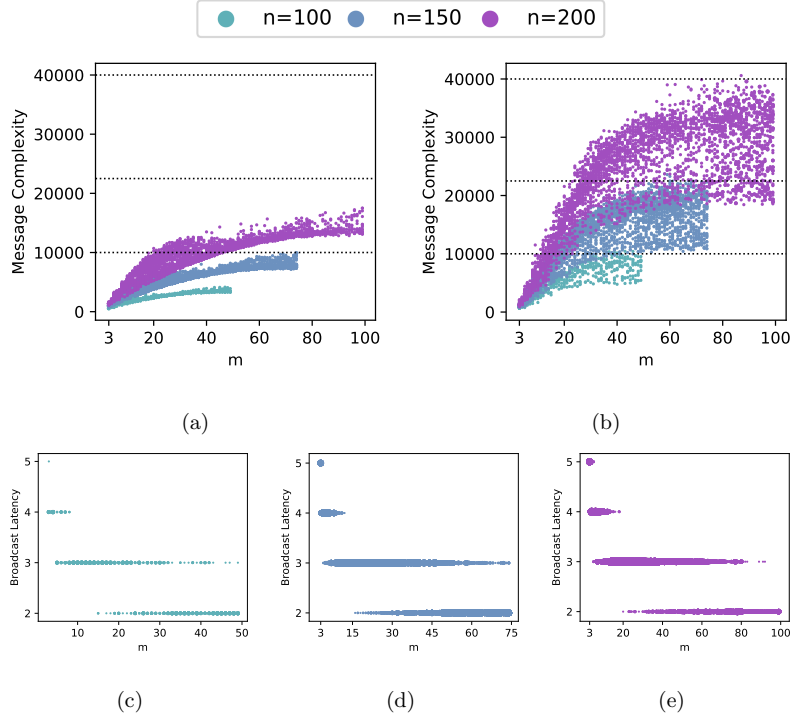 n=100 n=150 n=200
40000
30000
20000
10000
0
Message Complexity
3 20 40 60 80 100
m
(a)
40000
30000
20000
10000
0
Message Complexity
3 20 40 60 80 100
m
(b)
5
4
3
2
Broadcast Latency
10 20 30 40 50
m
(c)
5
4
3
2
Broadcast Latency
3 15 30 45 60 75
m
(d)
5
4
3
2
Broadcast Latency
3 20 40 60 80 100
m
(e)